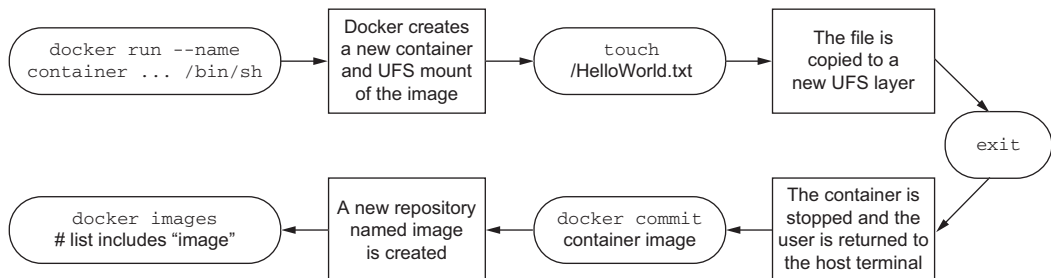 docker run --name
container ... /bin/sh
Docker creates
a new container
and UFS mount
of the image
touch
/HelloWorld.txt
The file is
copied to a
new UFS layer
exit
The container is
stopped and the
user is returned to
the host terminal
docker commit
container image
A new repository
named image
is created
docker images
# list includes “image”